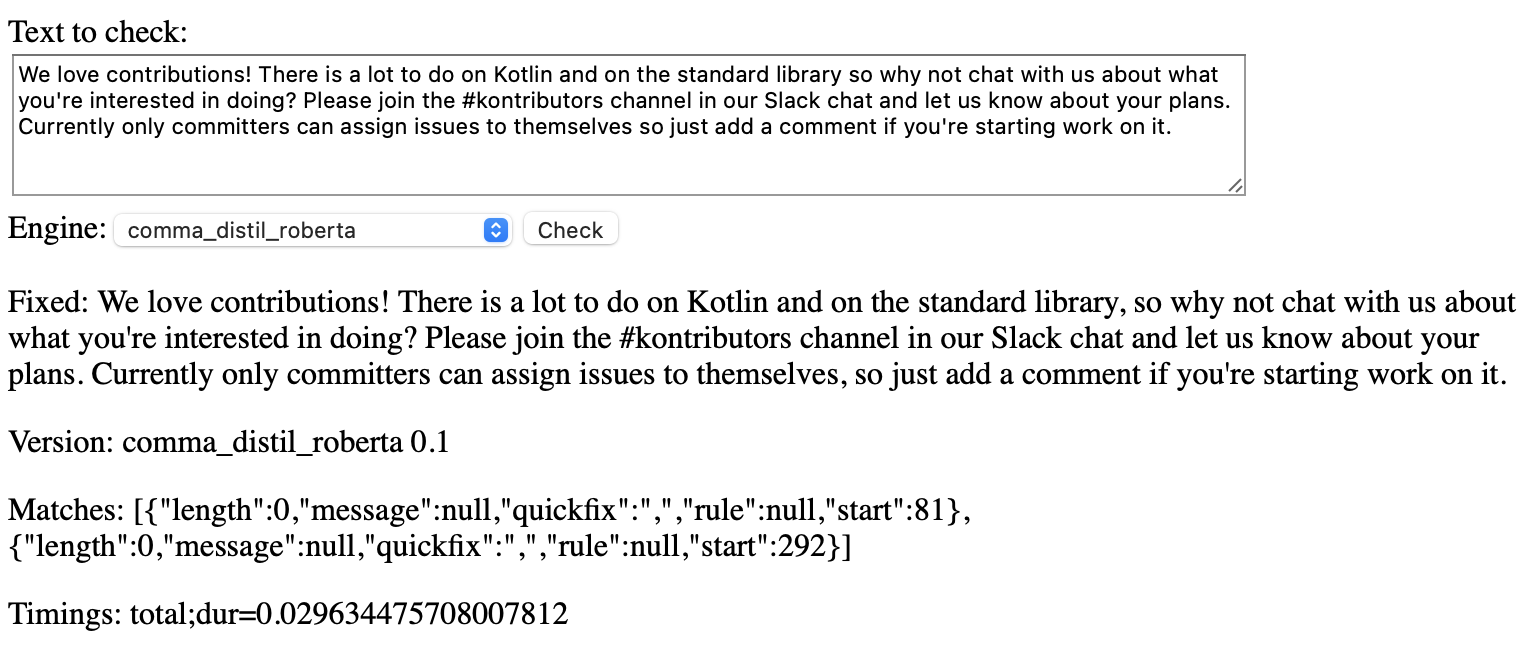 Text to check:
We love contributions! There is a lot to do on Kotlin and on the standard library so why not chat with us about what
you're interested in doing? Please join the #kontributors channel in our Slack chat and let us know about your plans.
Currently only committers can assign issues to themselves so just add a comment if you're starting work on it.
Engine: comma_distil_roberta Check
Fixed: We love contributions! There is a lot to do on Kotlin and on the standard library, so why not chat with us about
what you're interested in doing? Please join the #kontributors channel in our Slack chat and let us know about your
plans. Currently only committers can assign issues to themselves, so just add a comment if you're starting work on it.
Version: comma_distil_roberta 0.1
Matches: [{"length":0,"message":null,"quickfix":",","rule":null,"start":81},
{"length":0,"message":null,"quickfix":",","rule":null,"start":292}]
Timings: total;dur=0.029634475708007812